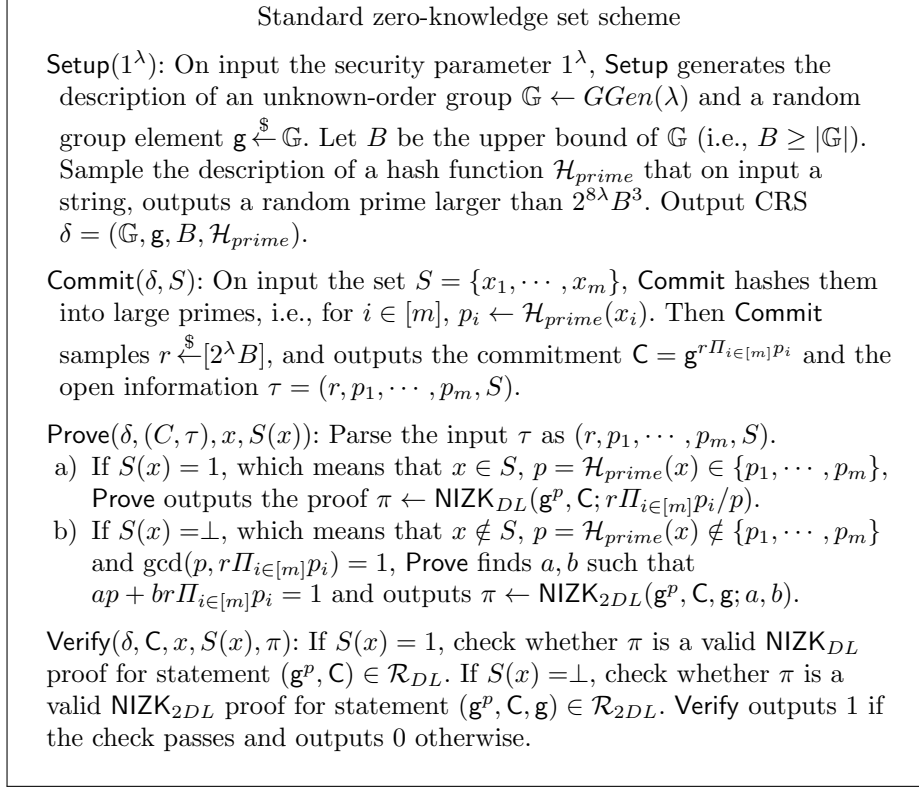 Standard zero-knowledge set scheme
Setup(1^λ): On input the security parameter 1^λ, Setup generates the
description of an unknown-order group 𝔾 ← GGen(λ) and a random
group element g ←$ 𝔾. Let B be the upper bound of 𝔾 (i.e., B ≥ |𝔾|).
Sample the description of a hash function ℋ_prime that on input a
string, outputs a random prime larger than 2^{8λ}B^3. Output CRS
δ = (𝔾, g, B, ℋ_prime).
Commit(δ, S): On input the set S = {x_1, ⋯ , x_m}, Commit hashes them
into large primes, i.e., for i ∈ [m], p_i ← ℋ_prime(x_i). Then Commit
samples r ←$ [2^λ B], and outputs the commitment C = g^{rΠ_{i∈[m]}p_i} and the
open information τ = (r, p_1, ⋯ , p_m, S).
Prove(δ, (C, τ), x, S(x)): Parse the input τ as (r, p_1, ⋯ , p_m, S).
a) If S(x) = 1, which means that x ∈ S, p = ℋ_prime(x) ∈ {p_1, ⋯ , p_m},
Prove outputs the proof π ← NIZK_DL(g^p, C; rΠ_{i∈[m]}p_i/p).
b) If S(x) =⊥, which means that x ∉ S, p = ℋ_prime(x) ∉ {p_1, ⋯ , p_m}
and gcd(p, rΠ_{i∈[m]}p_i) = 1, Prove finds a, b such that
ap + brΠ_{i∈[m]}p_i = 1 and outputs π ← NIZK_2DL(g^p, C, g; a, b).
Verify(δ, C, x, S(x), π): If S(x) = 1, check whether π is a valid NIZK_DL
proof for statement (g^p, C) ∈ ℛ_DL. If S(x) =⊥, check whether π is a
valid NIZK_2DL proof for statement (g^p, C, g) ∈ ℛ_2DL. Verify outputs 1 if
the check passes and outputs 0 otherwise.